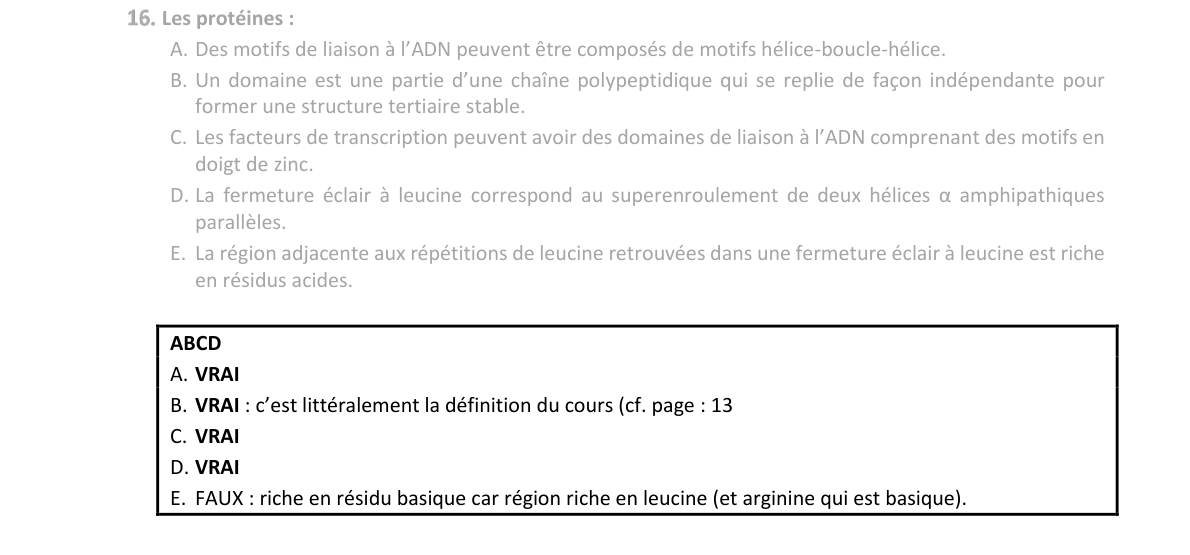 16. Les protéines :
A. Des motifs de liaison à l'ADN peuvent être composés de motifs hélice-boucle-hélice.
B. Un domaine est une partie d'une chaîne polypeptidique qui se replie de façon indépendante pour
former une structure tertiaire stable.
C. Les facteurs de transcription peuvent avoir des domaines de liaison à l'ADN comprenant des motifs en
doigt de zinc.
D. La fermeture éclair à leucine correspond au superenroulement de deux hélices α amphipathiques
parallèles.
E. La région adjacente aux répétitions de leucine retrouvées dans une fermeture éclair à leucine est riche
en résidus acides.
ABCD
A. VRAI
B. VRAI : c'est littéralement la définition du cours (cf. page : 13
C. VRAI
D. VRAI
E. FAUX : riche en résidu basique car région riche en leucine (et arginine qui est basique).